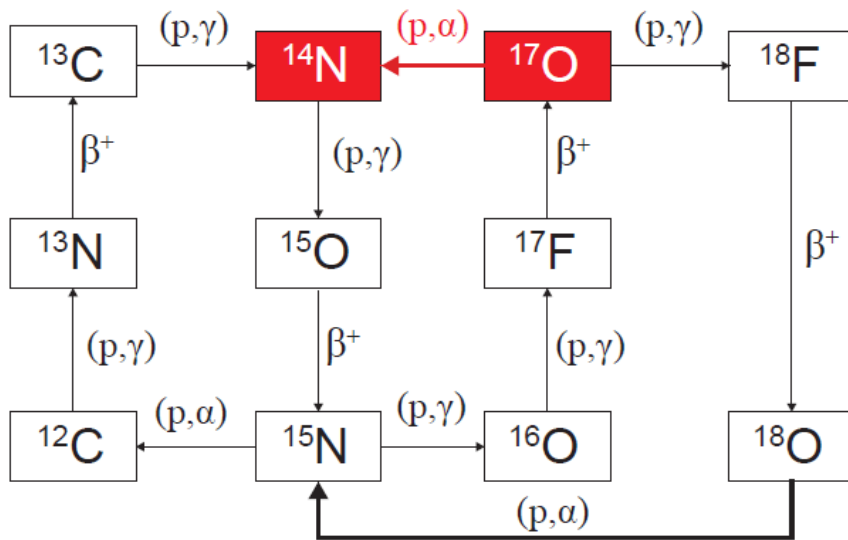 (p,γ) (p,α) (p,γ)
¹³C ¹⁴N ¹⁷O ¹⁸F
β⁺ (p,γ) β⁺
¹³N ¹⁵O ¹⁷F β⁺
(p,γ) β⁺ (p,γ)
(p,α) (p,γ)
¹²C ¹⁵N ¹⁶O ¹⁸O
(p,α)